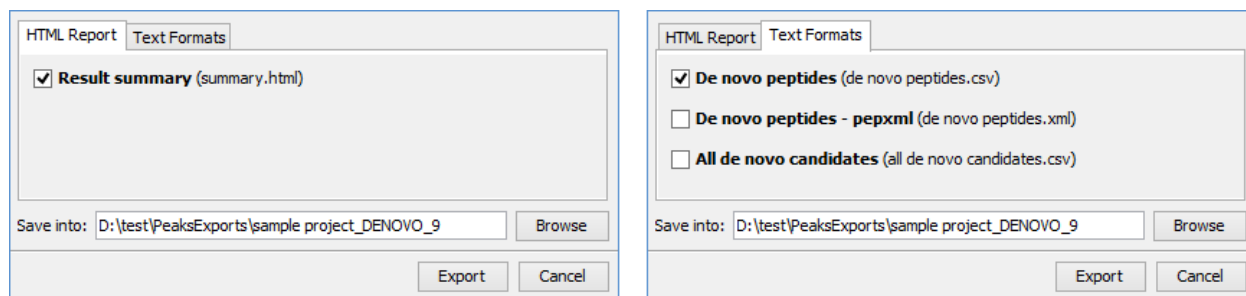 HTML Report Text Formats
Result summary (summary.html)
Save into: D:\test\PeaksExports\sample project_DENOVO_9 Browse
Export Cancel
HTML Report Text Formats
De novo peptides (de novo peptides.csv)
De novo peptides - pepxml (de novo peptides.xml)
All de novo candidates (all de novo candidates.csv)
Save into: D:\test\PeaksExports\sample project_DENOVO_9 Browse
Export Cancel